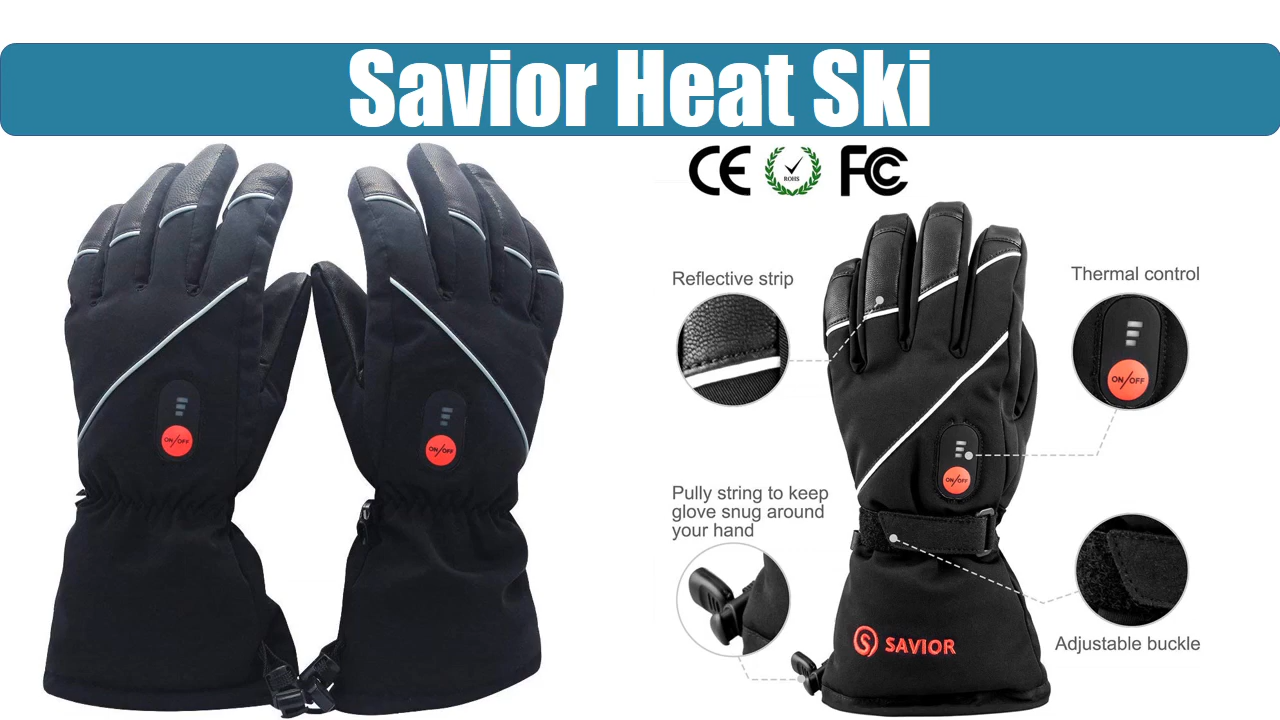 Savior Heat Ski
CE
ROHS
FC
Reflective strip
Thermal control
ON/OFF
ON/OFF
ON/OFF
ON/OFF
Pully string to keep
glove snug around
your hand
SAVIOR
Adjustable buckle